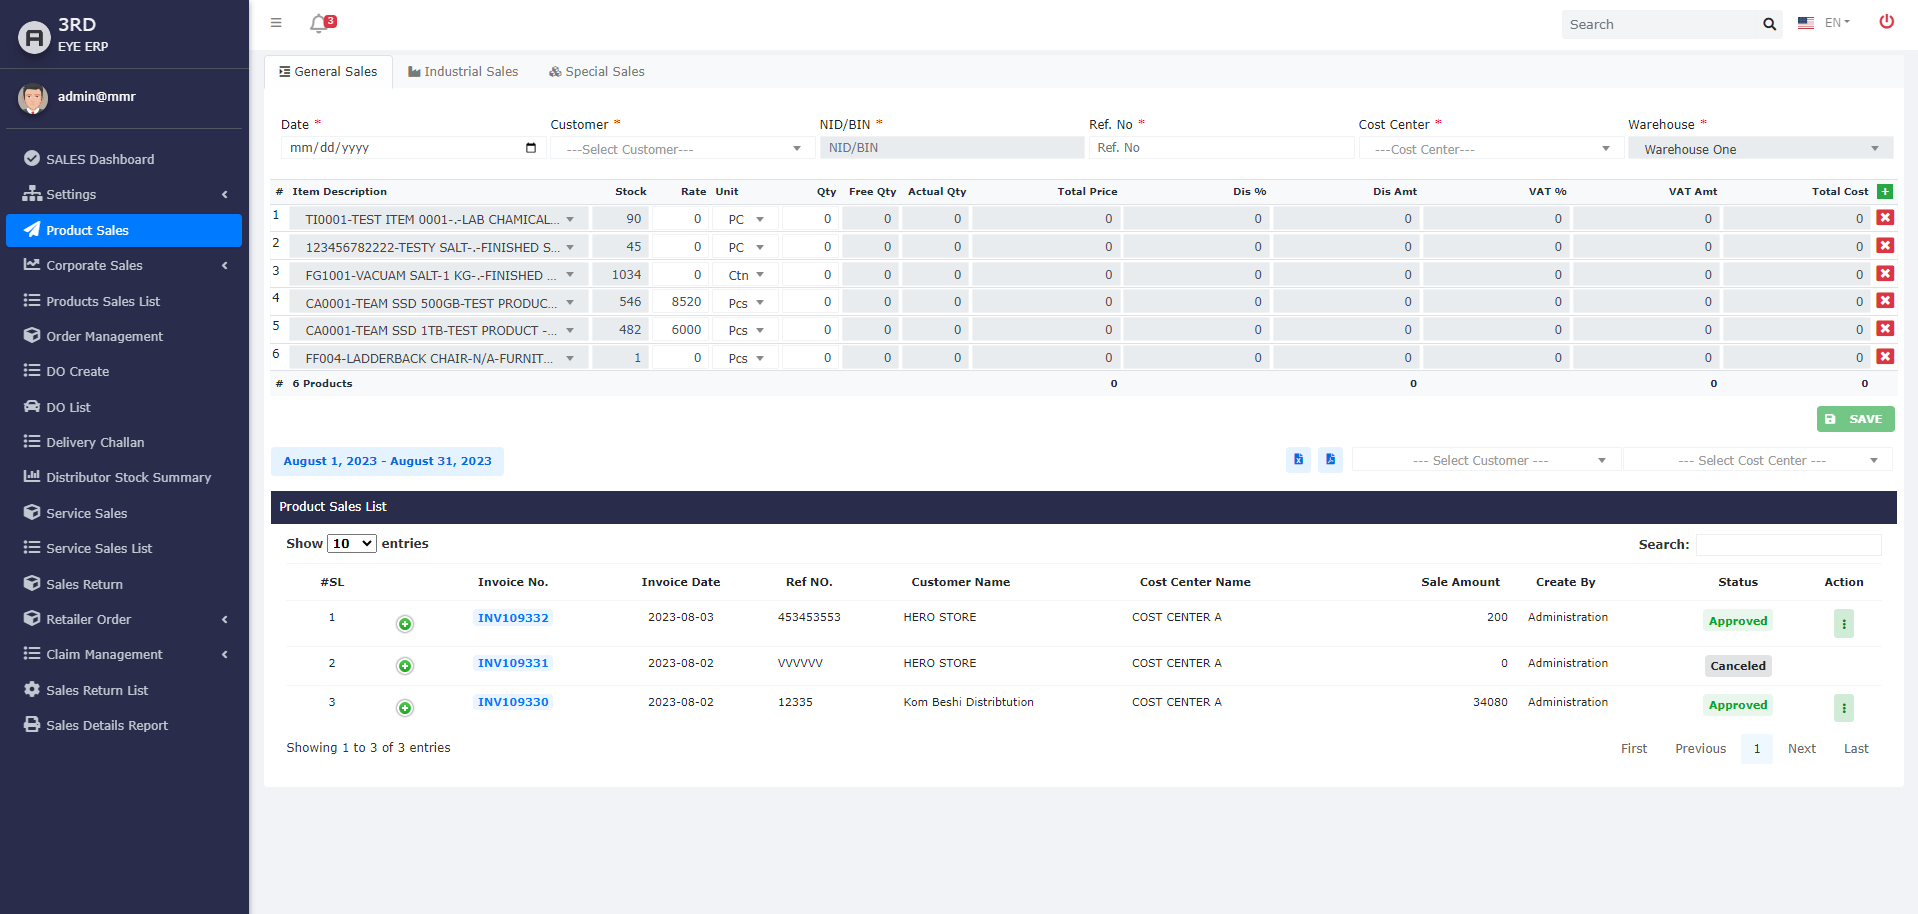 3RD
EYE ERP
3
Search
EN
admin@mmr
SALES Dashboard
Settings
Product Sales
Corporate Sales
Products Sales List
Order Management
DO Create
DO List
Delivery Challan
Distributor Stock Summary
Service Sales
Service Sales List
Sales Return
Retailer Order
Claim Management
Sales Return List
Sales Details Report
General Sales Industrial Sales Special Sales
Date * Customer * NID/BIN * Ref. No * Cost Center * Warehouse *
mm/dd/yyyy ---Select Customer--- NID/BIN Ref. No ---Cost Center--- Warehouse One
# Item Description Stock Rate Unit Qty Free Qty Actual Qty Total Price Dis % Dis Amt VAT % VAT Amt Total Cost
1 TI0001-TEST ITEM 0001-.-LAB CHAMICAL... 90 0 PC 0 0 0 0 0 0 0 0 0
2 123456782222-TESTY SALT-.-FINISHED S... 45 0 PC 0 0 0 0 0 0 0 0 0
3 FG1001-VACUAM SALT-1 KG-.-FINISHED ... 1034 0 Ctn 0 0 0 0 0 0 0 0 0
4 CA0001-TEAM SSD 500GB-TEST PRODUC... 546 8520 Pcs 0 0 0 0 0 0 0 0 0
5 CA0001-TEAM SSD 1TB-TEST PRODUCT -... 482 6000 Pcs 0 0 0 0 0 0 0 0 0
6 FF004-LADDERBACK CHAIR-N/A-FURNIT... 1 0 Pcs 0 0 0 0 0 0 0 0 0
# 6 Products 0 0 0 0
SAVE
August 1, 2023 - August 31, 2023 --- Select Customer --- --- Select Cost Center ---
Product Sales List
Show 10 entries Search:
#SL Invoice No. Invoice Date Ref NO. Customer Name Cost Center Name Sale Amount Create By Status Action
1 INV109332 2023-08-03 453453553 HERO STORE COST CENTER A 200 Administration Approved
2 INV109331 2023-08-02 VVVVVV HERO STORE COST CENTER A 0 Administration Canceled
3 INV109330 2023-08-02 12335 Kom Beshi Distribtution COST CENTER A 34080 Administration Approved
Showing 1 to 3 of 3 entries First Previous 1 Next Last